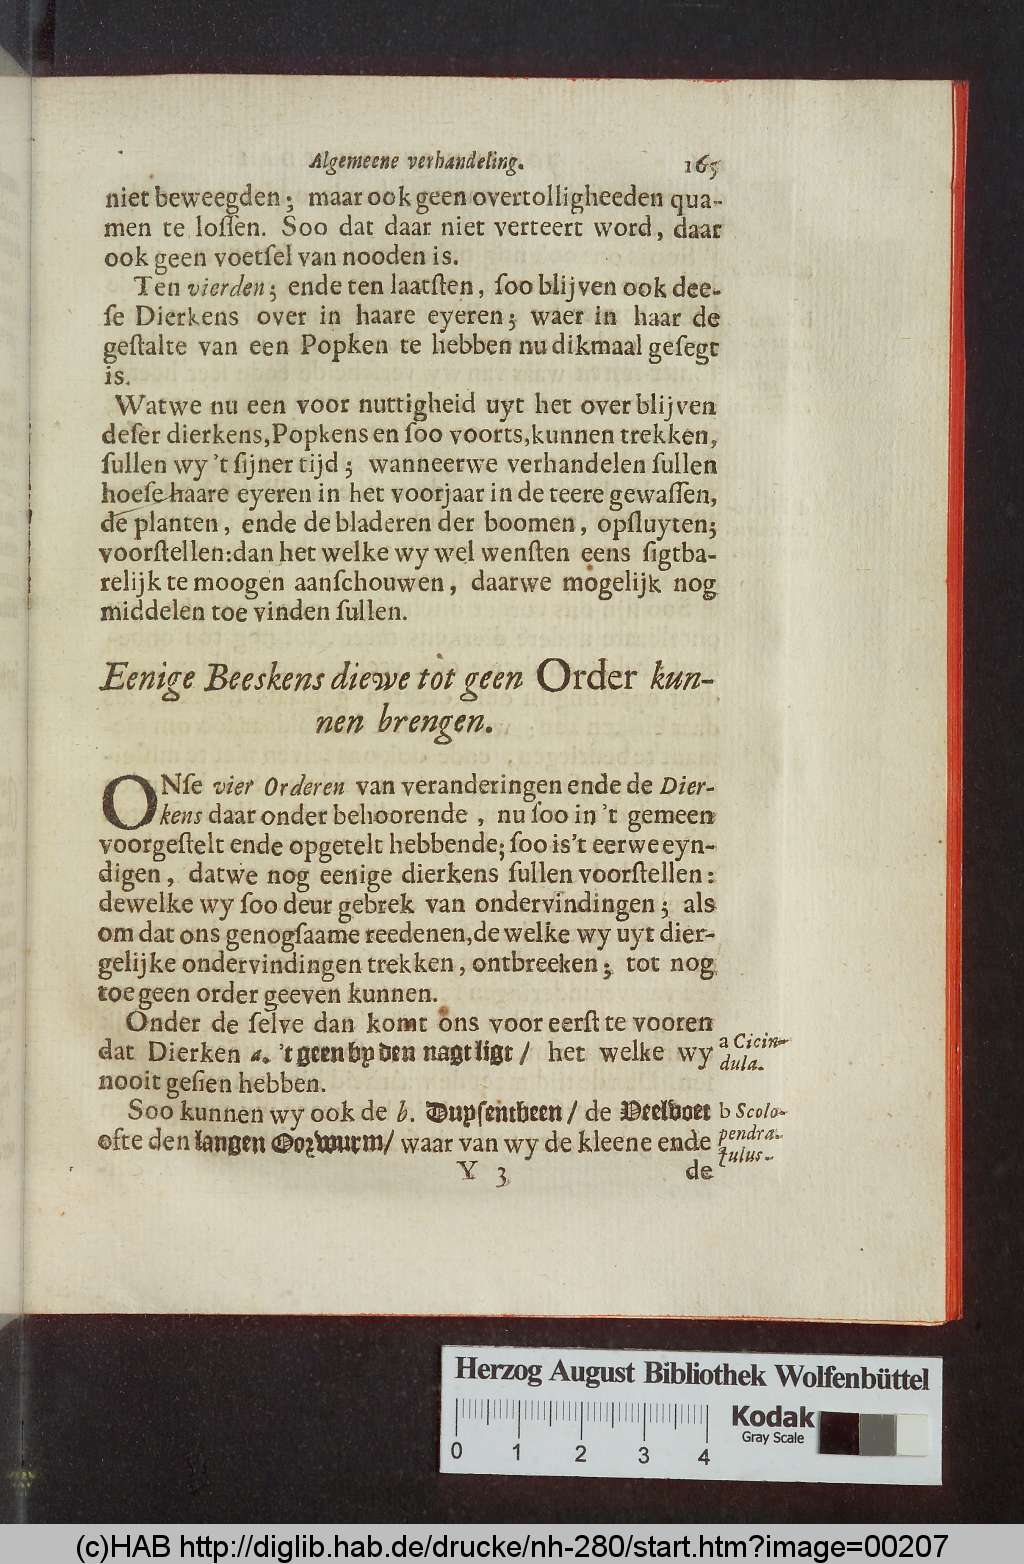 Algemeene verhandeling. 165
niet beweegden; maar ook geen overtolligheeden qua-
men te lossen. Soo dat daar niet verteert word, daar
ook geen voetſel van nooden is.
Ten vierden; ende ten laatſten, ſoo blijven ook dee-
ſe Dierkens over in haare eyeren; waer in haar de
geſtalte van een Popken te hebben nu dikmaal geſegt
is.
Watwe nu een voor nuttigheid uyt het overblijven
deſer dierkens, Popkens en ſoo voorts, kunnen trekken,
ſullen wy 't ſijner tijd; wanneerwe verhandelen ſullen
hoeſe haare eyeren in het voorjaar in de teere gewaſſen,
de planten, ende de bladeren der boomen, opſluyten;
voorſtellen: dan het welke wy wel wenſten eens ſigtba-
relijk te moogen aanſchouwen, daarwe mogelijk nog
middelen toe vinden ſullen.
Eenige Beeskens diewe tot geen Order kun-
nen brengen.
ONſe vier Orderen van veranderingen ende de Dier-
kens daar onder behoorende, nu ſoo in 't gemeen
voorgeſtelt ende opgetelt hebbende; ſoo is't eerwe eyn-
digen, datwe nog eenige dierkens ſullen voorſtellen:
dewelke wy ſoo deur gebrek van ondervindingen; als
om dat ons genogſaame reedenen, de welke wy uyt dier-
gelijke ondervindingen trekken, ontbreeken; tot nog
toe geen order geeven kunnen.
Onder de ſelve dan komt ons voor eerſt te vooren
dat Dierken a. 't geen by den nagt ligt / het welke wy
a Cicin-
dula.
nooit geſien hebben.
Soo kunnen wy ook de b. Duyſentbeen / de Veelvoet
b Scolo-
pendra.
Iulus.
ofte den langen Oorwurm / waar van wy de kleene ende
Y 3 de
Herzog August Bibliothek Wolfenbüttel
Kodak
Gray Scale
0 1 2 3 4
(c)HAB http://diglib.hab.de/drucke/nh-280/start.htm?image=00207